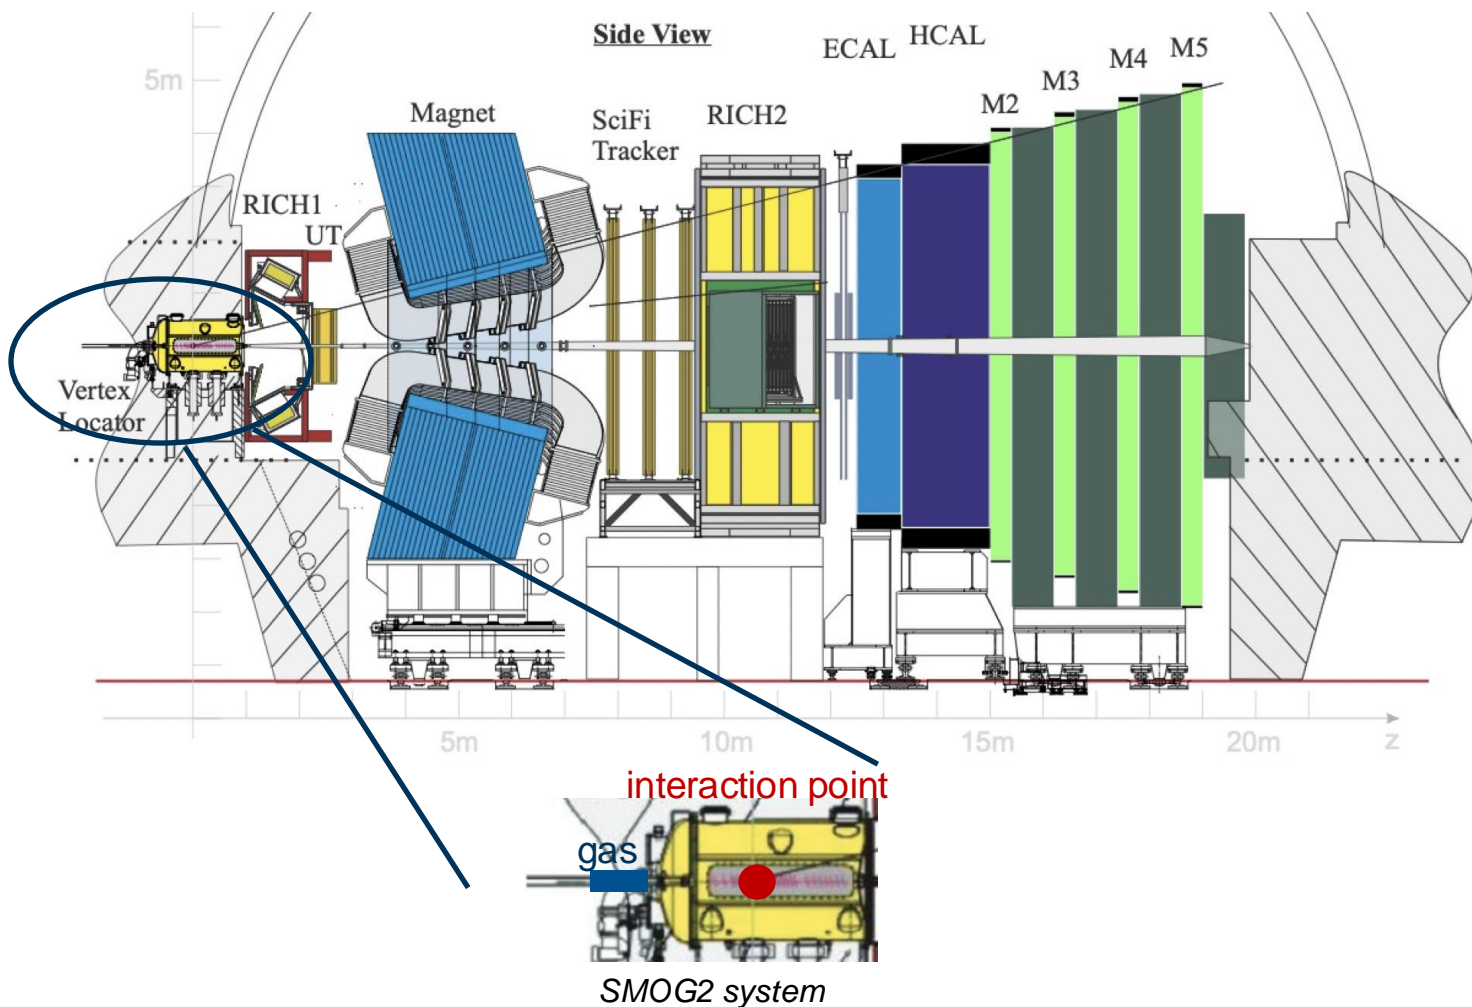 Side View
ECAL
HCAL
M5
M4
M3
M2
5m
Magnet
SciFi
Tracker
RICH2
RICH1
UT
Vertex
Locator
5m
10m
15m
20m
z
interaction point
gas
SMOG2 system